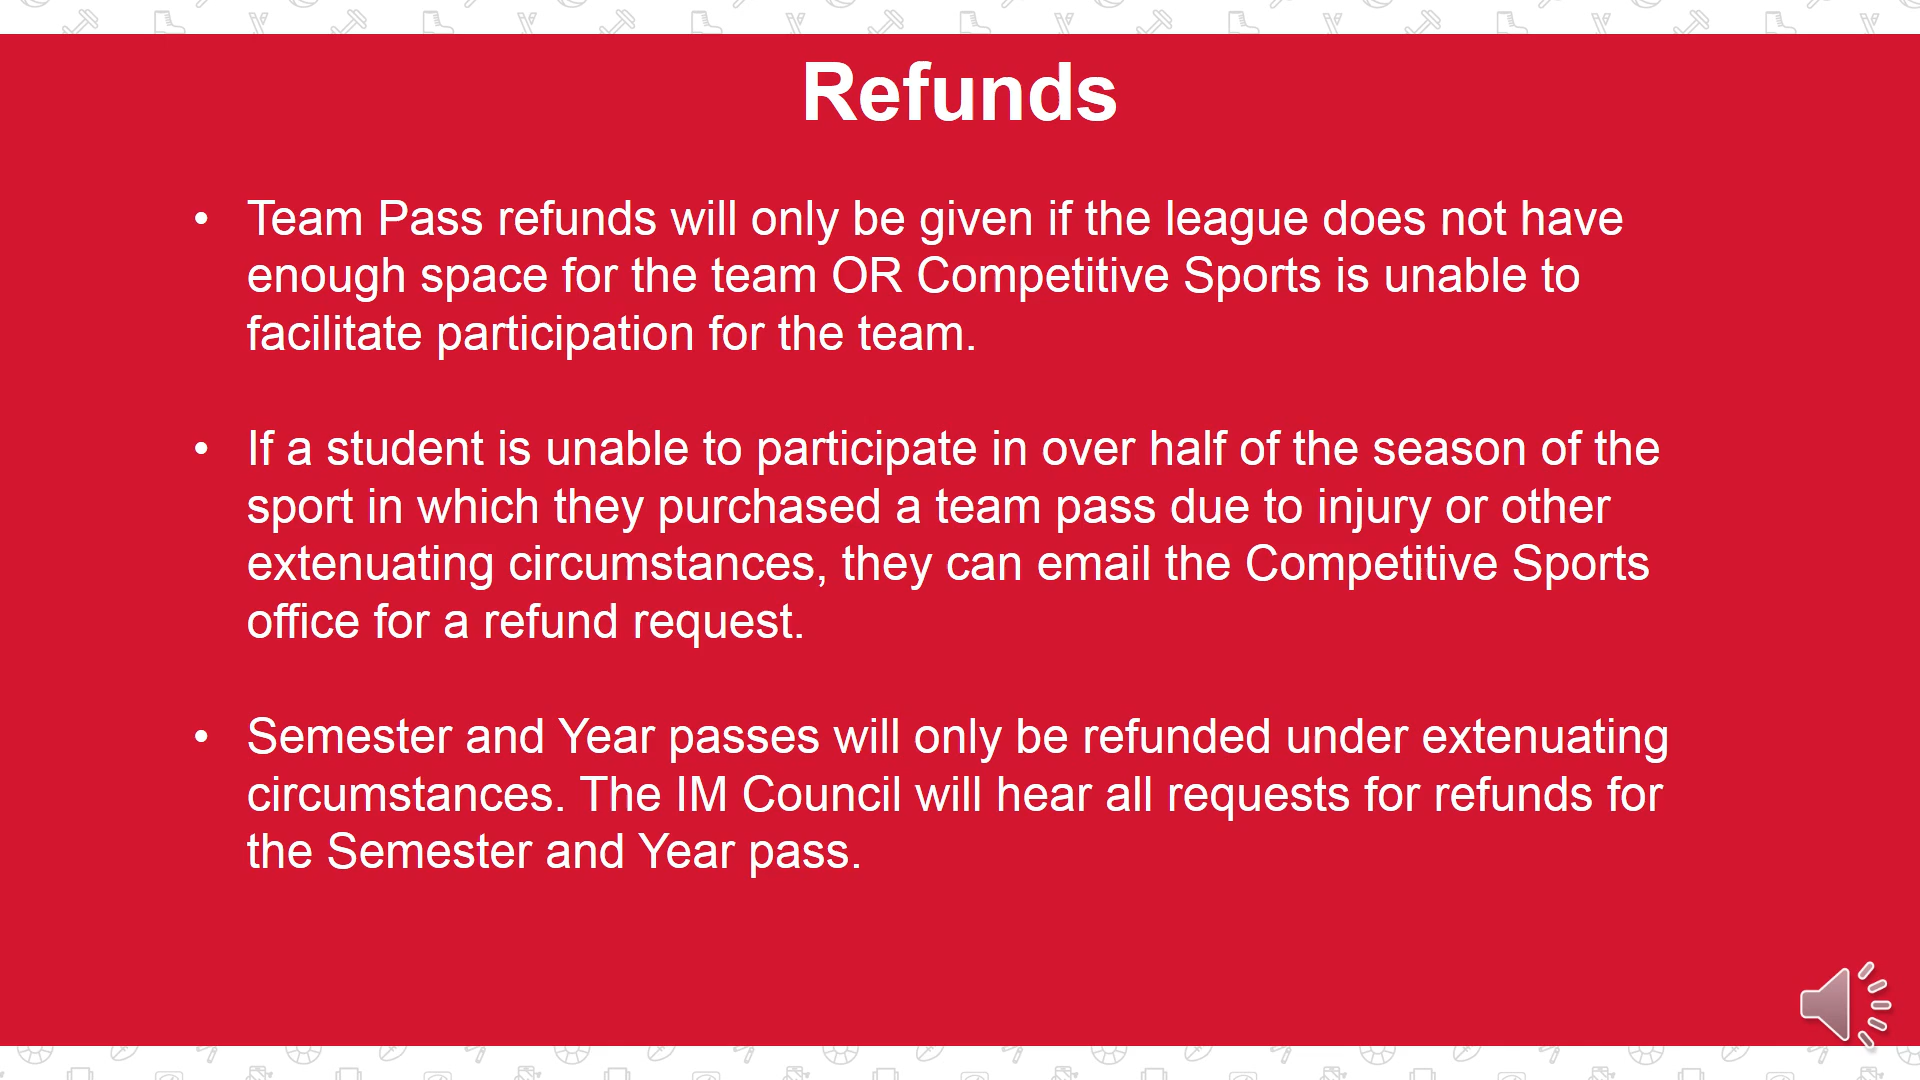 Refunds
• Team Pass refunds will only be given if the league does not have
enough space for the team OR Competitive Sports is unable to
facilitate participation for the team.
• If a student is unable to participate in over half of the season of the
sport in which they purchased a team pass due to injury or other
extenuating circumstances, they can email the Competitive Sports
office for a refund request.
• Semester and Year passes will only be refunded under extenuating
circumstances. The IM Council will hear all requests for refunds for
the Semester and Year pass.